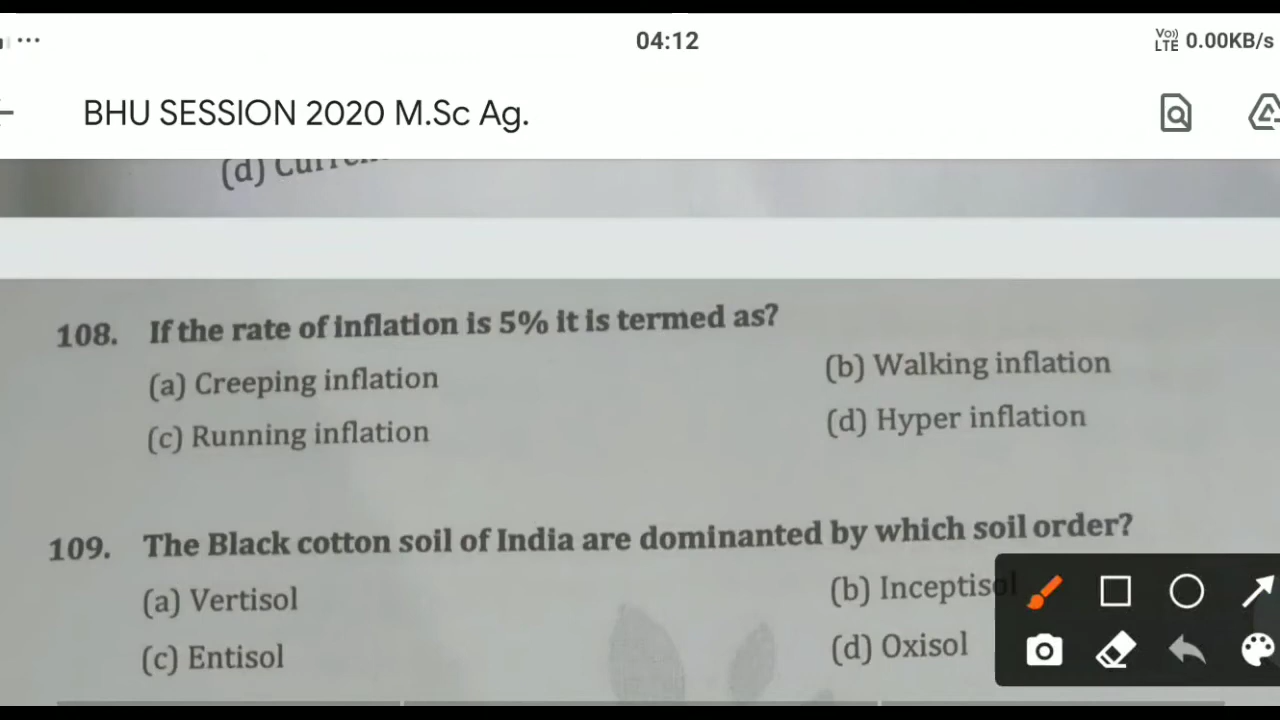 04:12
Vo)) LTE 0.00KB/s
BHU SESSION 2020 M.Sc Ag.
(d)
108. If the rate of inflation is 5% it is termed as?
(a) Creeping inflation
(b) Walking inflation
(c) Running inflation
(d) Hyper inflation
109. The Black cotton soil of India are dominanted by which soil order?
(a) Vertisol
(b) Inceptisol
(c) Entisol
(d) Oxisol